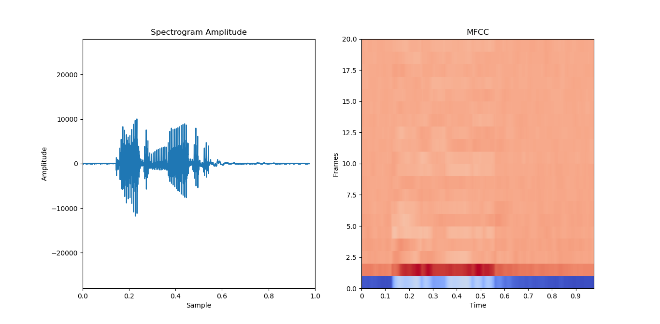 Spectrogram Amplitude
MFCC
20000
10000
0
−10000
−20000
Amplitude
0.0 0.2 0.4 0.6 0.8 1.0
Sample
20.0
17.5
15.0
12.5
10.0
7.5
5.0
2.5
0.0
Frames
0 0.1 0.2 0.3 0.4 0.5 0.6 0.7 0.8 0.9
Time